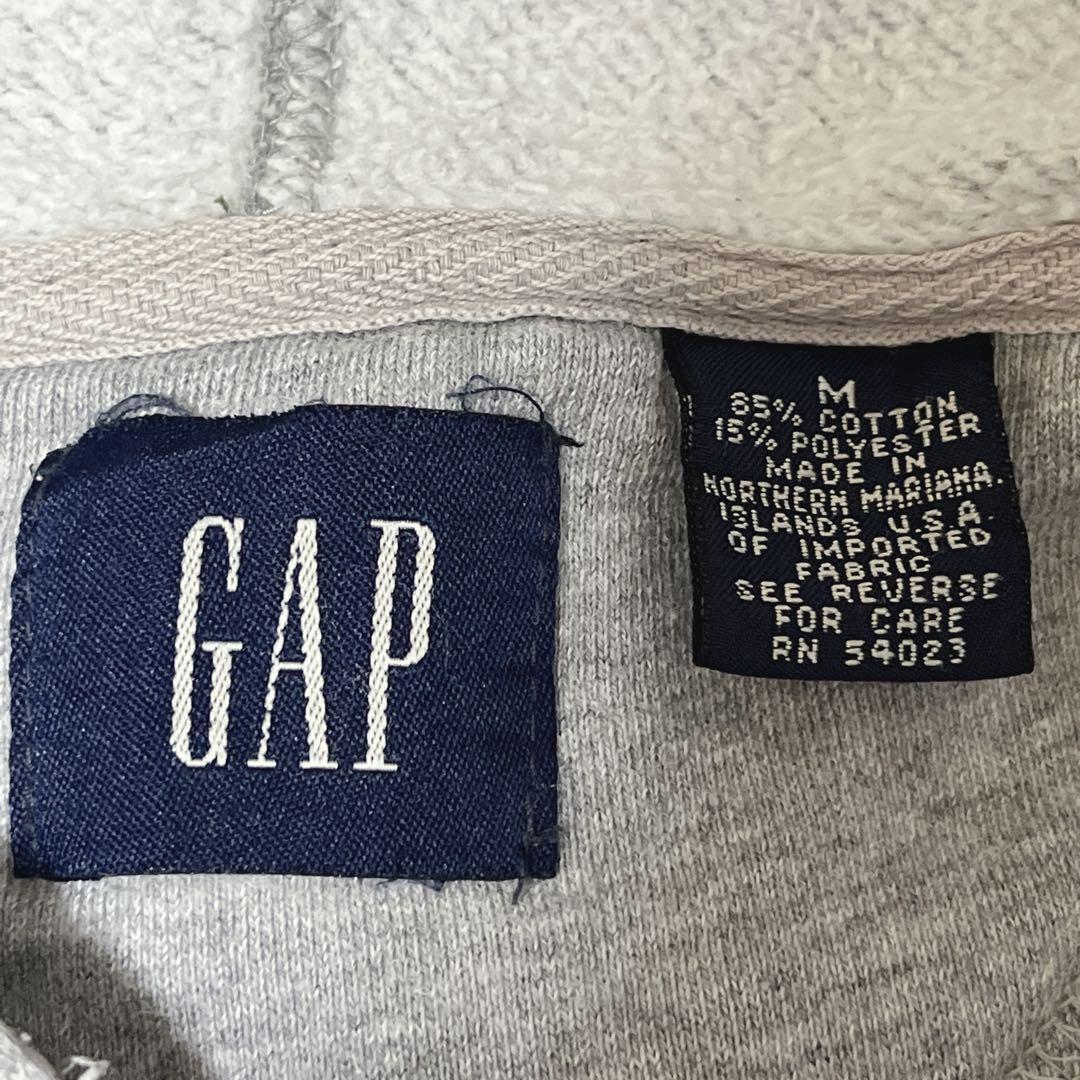 GAP
M
85% COTTON
15% POLYESTER
MADE IN
NORTHERN MARIANA.
ISLANDS U.S.A.
OF IMPORTED
FABRIC
SEE REVERSE
FOR CARE
RN 54023